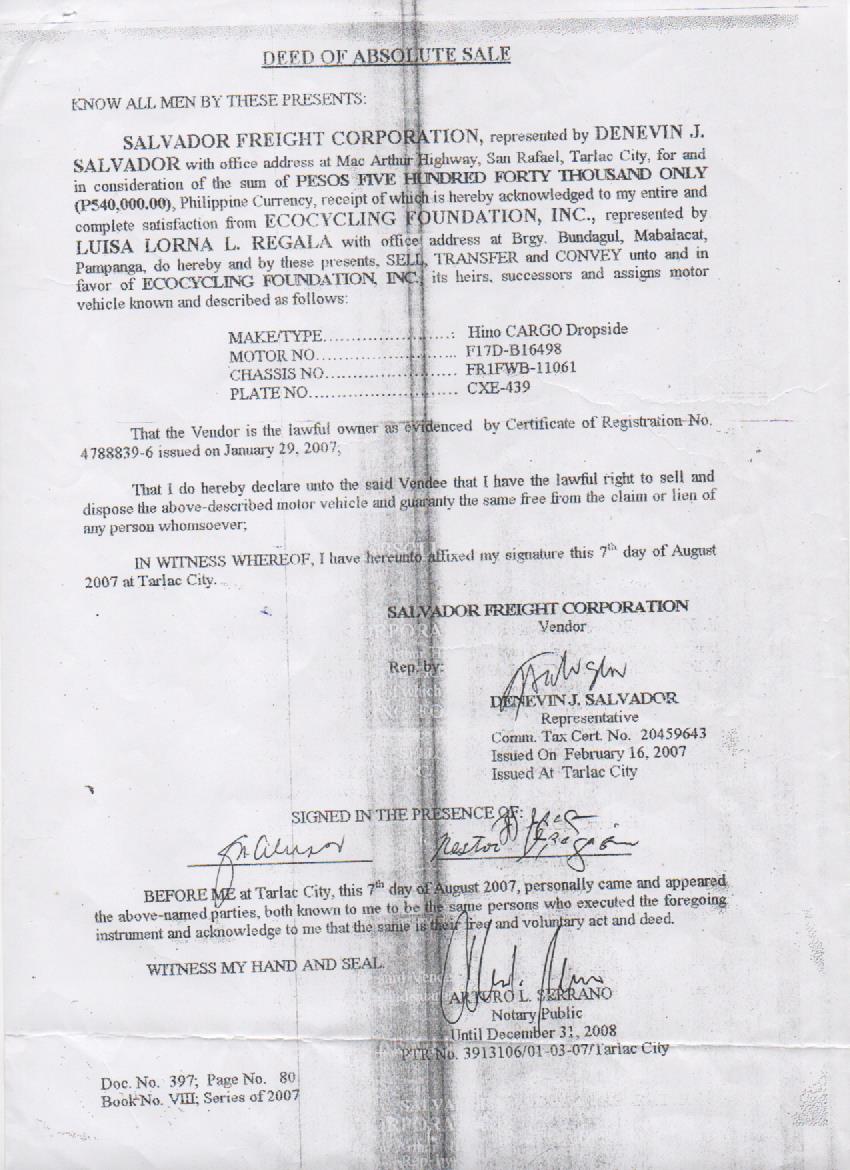 DEED OF ABSOLUTE SALE
KNOW ALL MEN BY THESE PRESENTS:
SALVADOR FREIGHT CORPORATION, represented by DENEVIN J.
SALVADOR with office address at Mac Arthur Highway, San Rafael, Tarlac City, for and
in consideration of the sum of PESOS FIVE HUNDRED FORTY THOUSAND ONLY
(P540,000.00), Philippine Currency, receipt of which is hereby acknowledged to my entire and
complete satisfaction from ECOCYCLING FOUNDATION, INC., represented by
LUISA LORNA L. REGALA with office address at Brgy. Bundagul, Mabalacat,
Pampanga, do hereby and by these presents, SELL, TRANSFER and CONVEY unto and in
favor of ECOCYCLING FOUNDATION, INC., its heirs, successors and assigns motor
vehicle known and described as follows:
MAKE/TYPE.......................: Hino CARGO Dropside
MOTOR NO......................... F17D-B16498
CHASSIS NO....................... FR1FWB-11061
PLATE NO......................... CXE-439
That the Vendor is the lawful owner as evidenced by Certificate of Registration No.
4788839-6 issued on January 29, 2007;
That I do hereby declare unto the said Vendee that I have the lawful right to sell and
dispose the above-described motor vehicle and guaranty the same free from the claim or lien of
any person whomsoever;
IN WITNESS WHEREOF, I have hereunto affixed my signature this 7th day of August
2007 at Tarlac City.
SALVADOR FREIGHT CORPORATION
Vendor
Rep. by:
DENEVIN J. SALVADOR
Representative
Comm. Tax Cert. No. 20459643
Issued On February 16, 2007
Issued At Tarlac City
SIGNED IN THE PRESENCE OF:
Nestor
BEFORE ME at Tarlac City, this 7th day of August 2007, personally came and appeared
the above-named parties, both known to me to be the same persons who executed the foregoing
instrument and acknowledge to me that the same is their free and voluntary act and deed.
WITNESS MY HAND AND SEAL.
ARTURO L. SERRANO
Notary Public
Until December 31, 2008
PTR No. 3913106/01-03-07/Tarlac City
Doc. No. 397; Page No. 80
Book No. VIII; Series of 2007